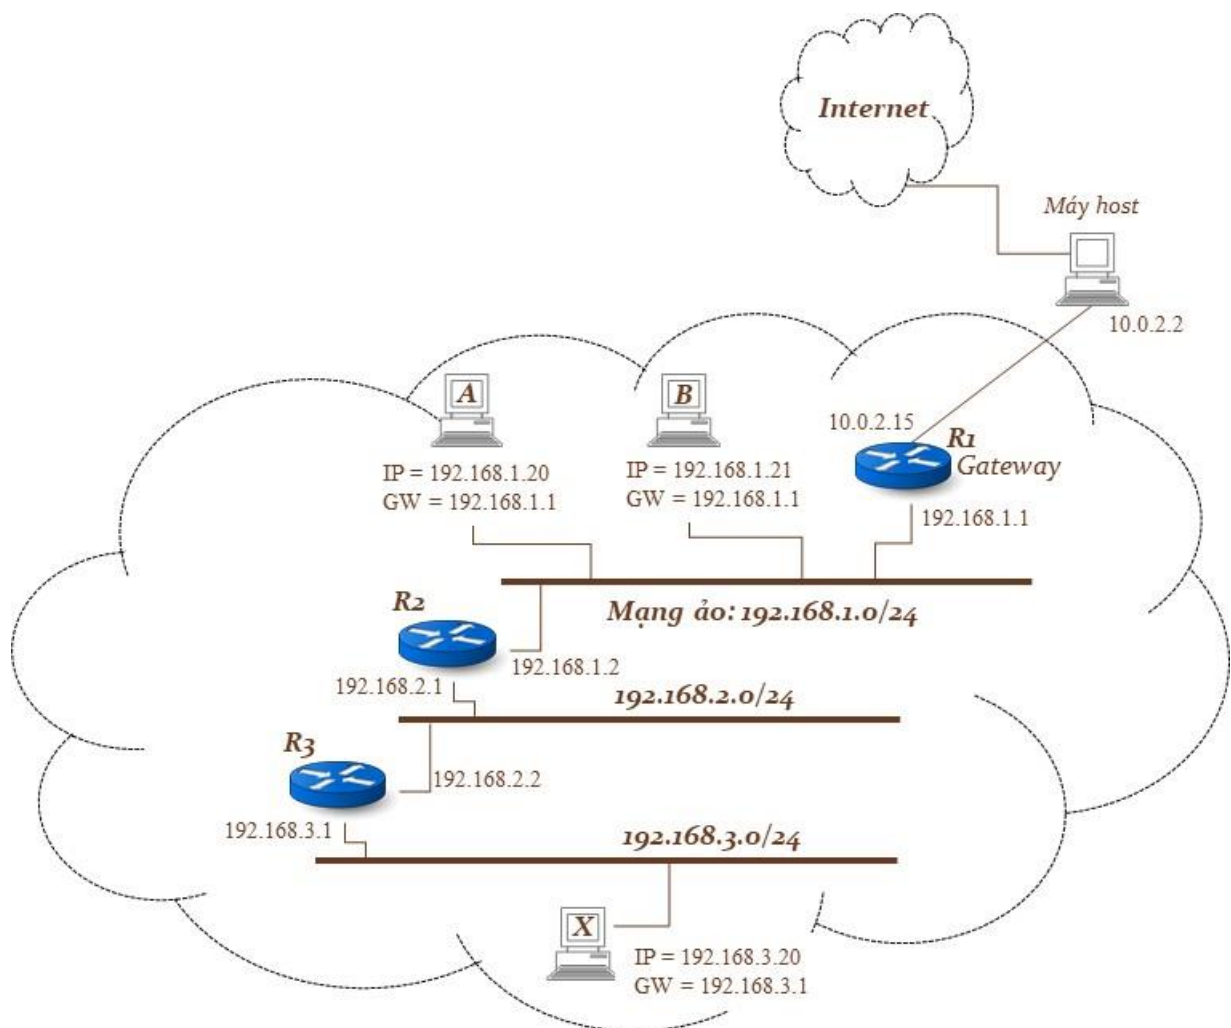 Internet
Máy host
10.0.2.2
A
B
10.0.2.15
R1
Gateway
IP = 192.168.1.20
GW = 192.168.1.1
IP = 192.168.1.21
GW = 192.168.1.1
192.168.1.1
R2
Mạng ảo: 192.168.1.0/24
192.168.1.2
192.168.2.1
192.168.2.0/24
R3
192.168.2.2
192.168.3.1
192.168.3.0/24
X
IP = 192.168.3.20
GW = 192.168.3.1